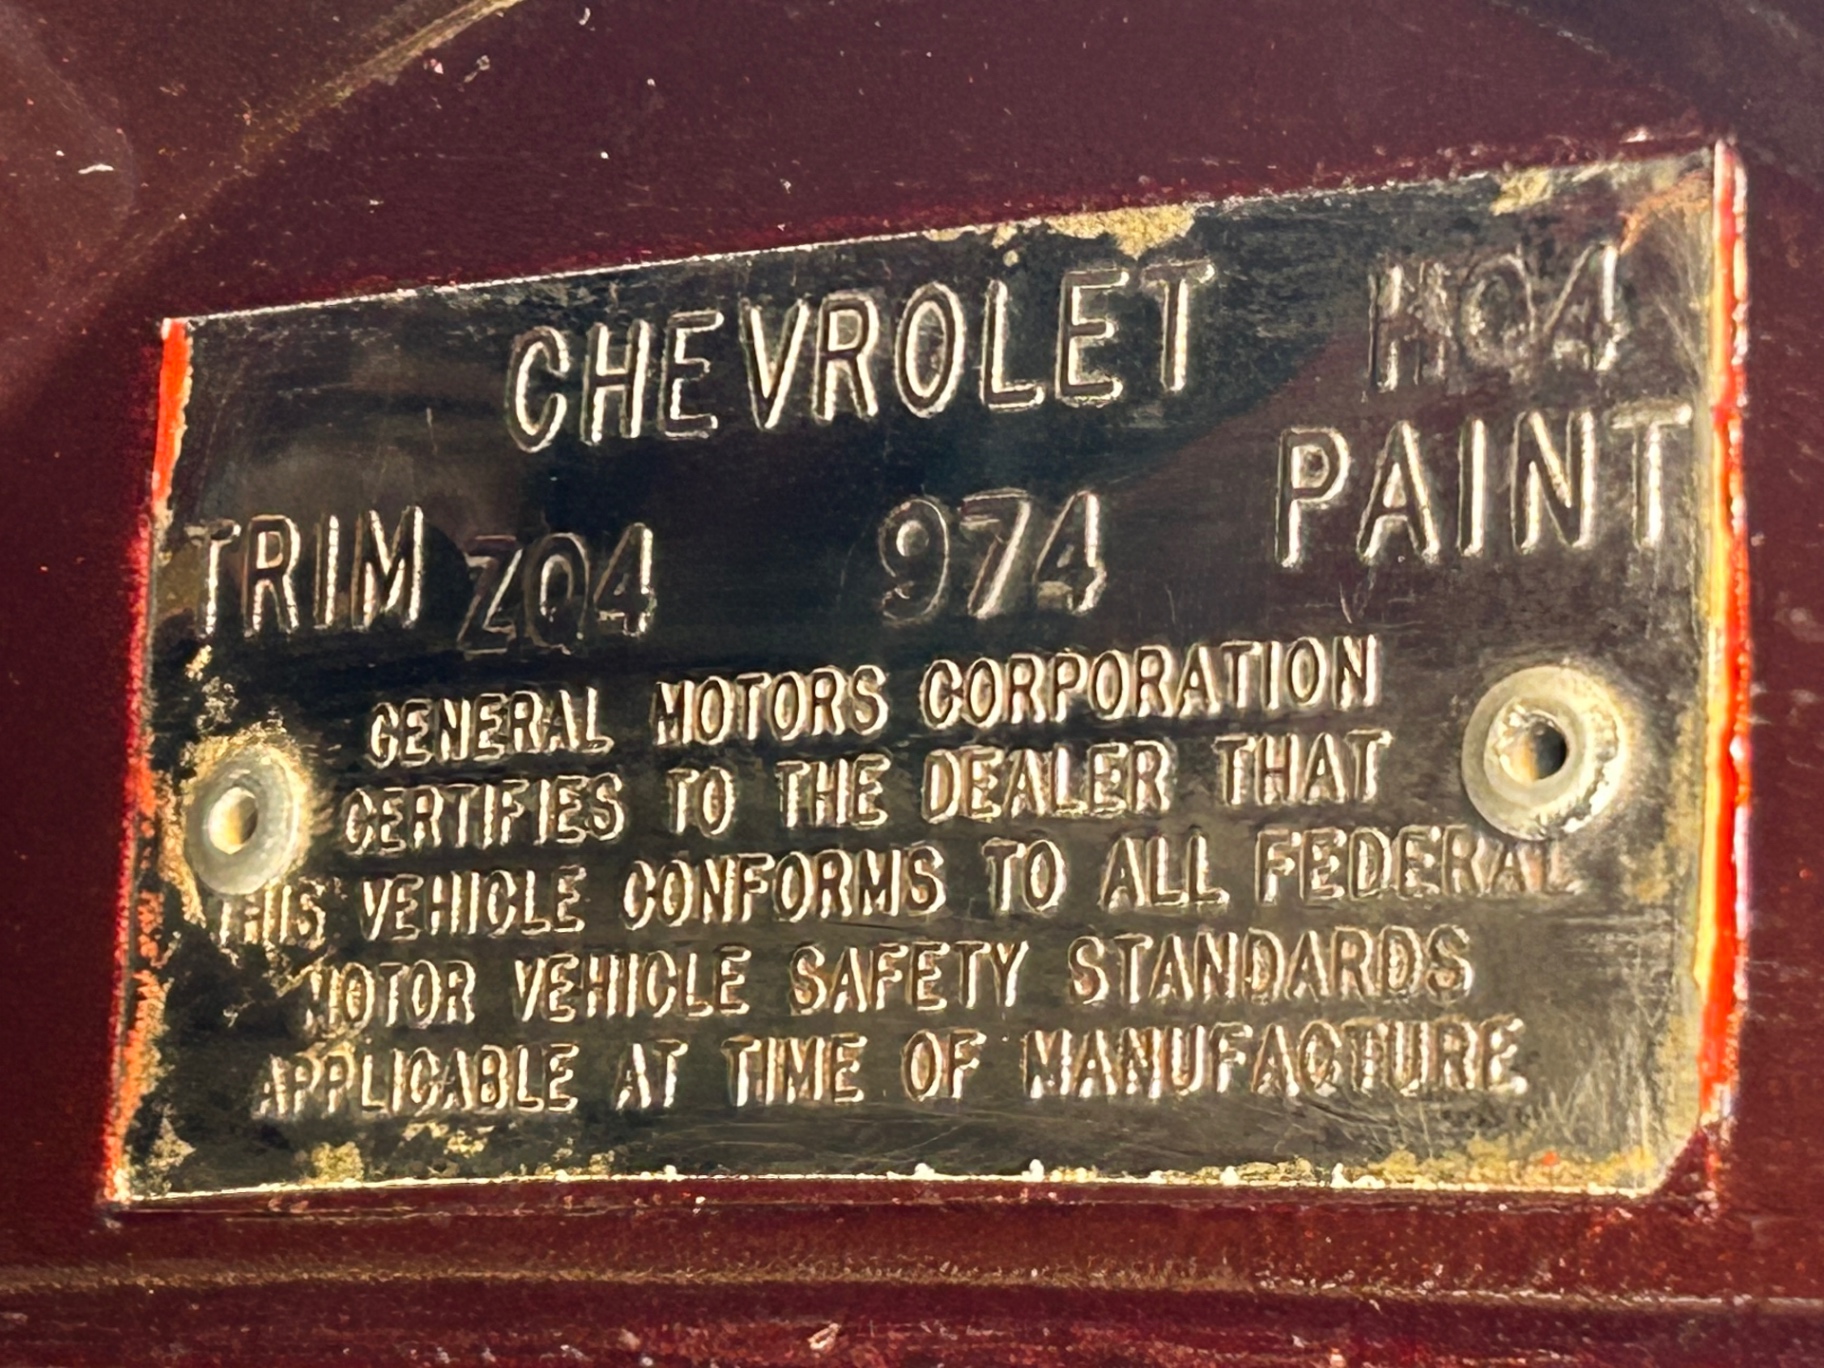 CHEVROLET HO4
TRIM ZQ4 974 PAINT
GENERAL MOTORS CORPORATION
CERTIFIES TO THE DEALER THAT
THIS VEHICLE CONFORMS TO ALL FEDERAL
MOTOR VEHICLE SAFETY STANDARDS
APPLICABLE AT TIME OF MANUFACTURE